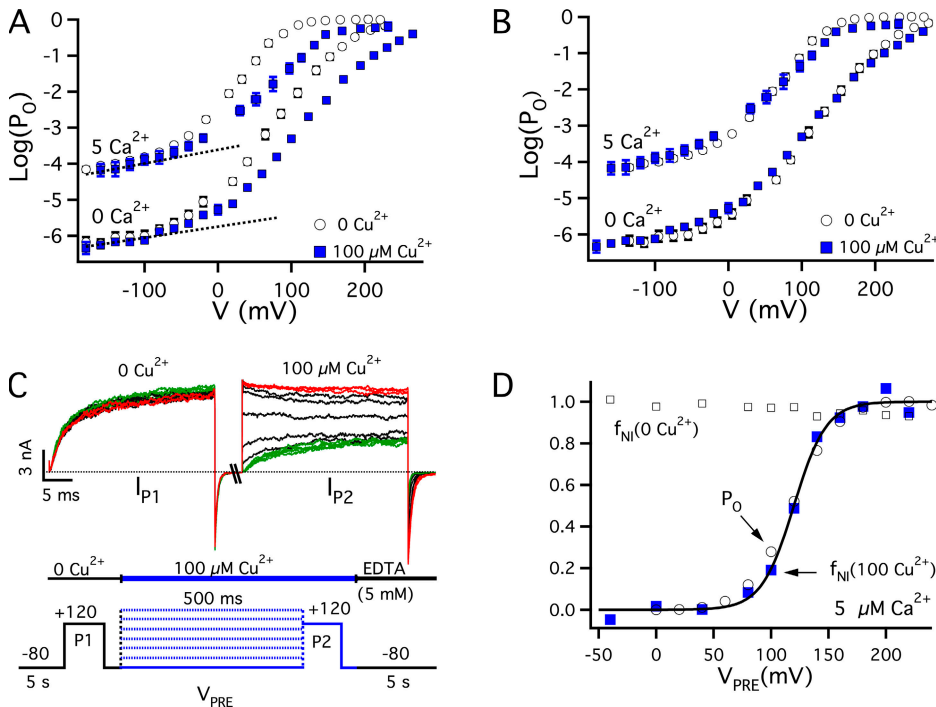 A
0
-1
-2
-3
-4
-5
-6
Log(P₀)
5 Ca²⁺
0 Ca²⁺
0 Cu²⁺
100 µM Cu²⁺
-100 0 100 200
V (mV)
B
0
-1
-2
-3
-4
-5
-6
Log(P₀)
5 Ca²⁺
0 Ca²⁺
0 Cu²⁺
100 µM Cu²⁺
-100 0 100 200
V (mV)
C
0 Cu²⁺
100 µM Cu²⁺
3 nA
5 ms
I_P1
I_P2
0 Cu²⁺
100 µM Cu²⁺
EDTA
(5 mM)
500 ms
+120
P1
+120
P2
-80
5 s
-80
5 s
V_PRE
D
1.0
0.8
0.6
0.4
0.2
0.0
f_NI(0 Cu²⁺)
P₀
f_NI(100 Cu²⁺)
5 µM Ca²⁺
-50 0 50 100 150 200
V_PRE(mV)